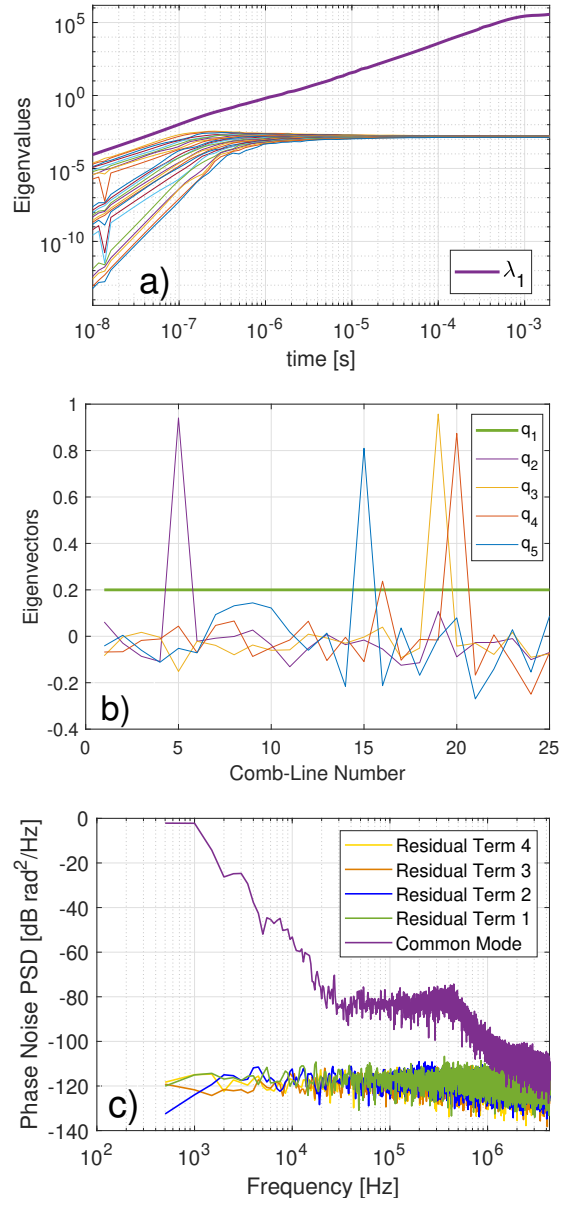 10^5
10^0
10^-5
10^-10
Eigenvalues
a)
λ_1
10^-8 10^-7 10^-6 10^-5 10^-4 10^-3
time [s]
1
0.8
0.6
0.4
0.2
0
-0.2
-0.4
Eigenvectors
q_1
q_2
q_3
q_4
q_5
b)
0 5 10 15 20 25
Comb-Line Number
0
-20
-40
-60
-80
-100
-120
-140
Phase Noise PSD [dB rad^2/Hz]
Residual Term 4
Residual Term 3
Residual Term 2
Residual Term 1
Common Mode
c)
10^2 10^3 10^4 10^5 10^6
Frequency [Hz]